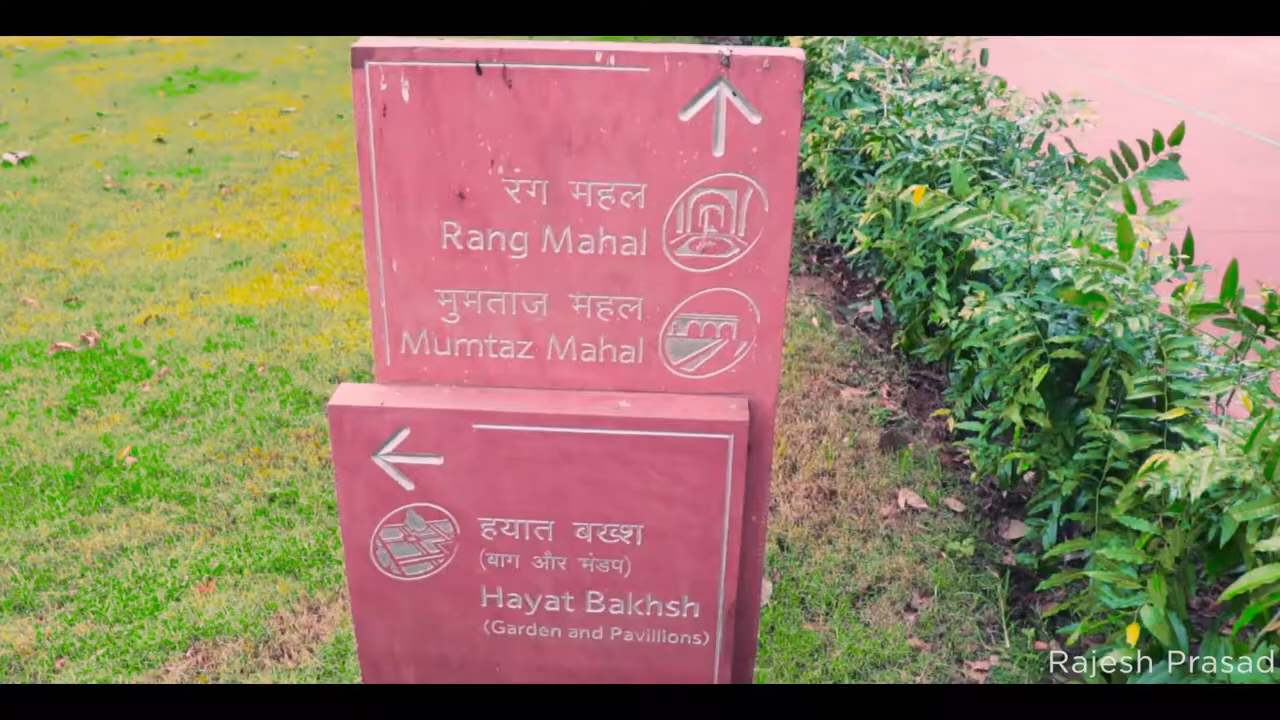 रंग महल
Rang Mahal
मुमताज महल
Mumtaz Mahal
हयात बख्श
(बाग और मंडप)
Hayat Bakhsh
(Garden and Pavillions)
Rajesh Prasad